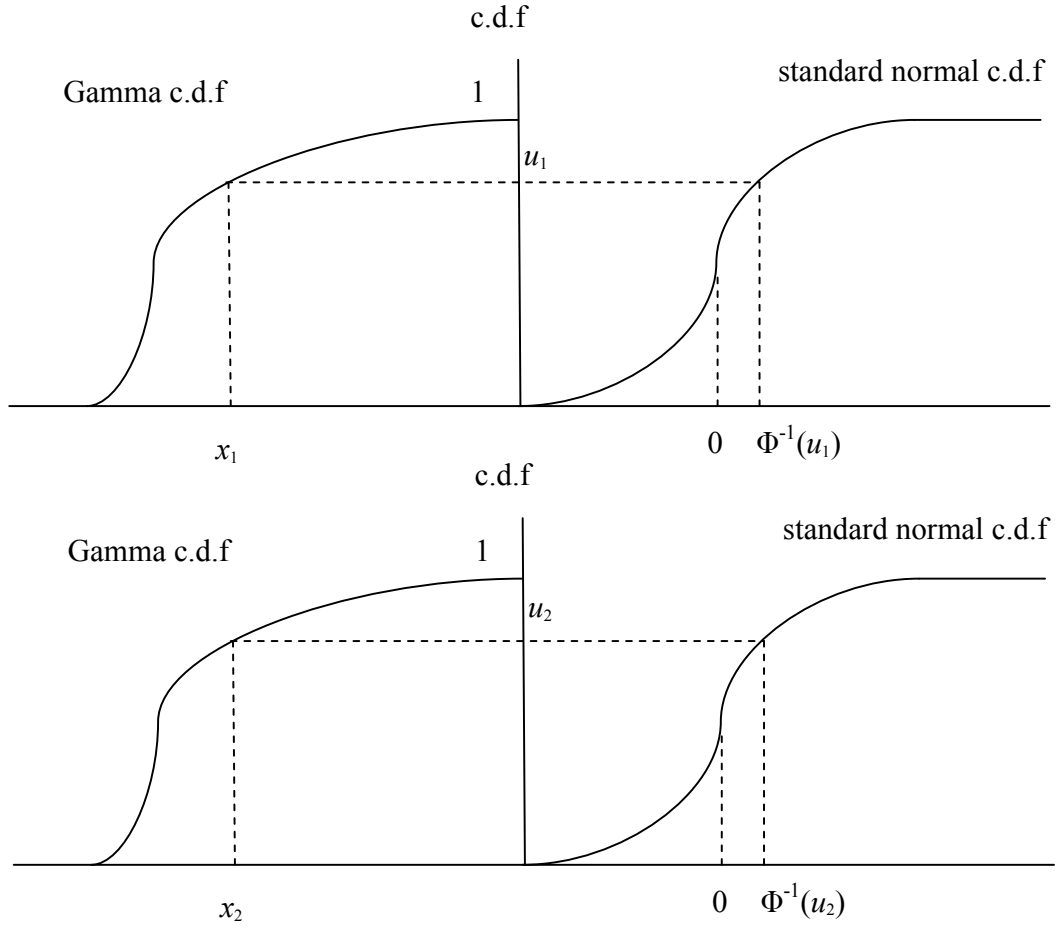 c.d.f
standard normal c.d.f
Gamma c.d.f
1
u₁
x₁
0
Φ⁻¹(u₁)
c.d.f
standard normal c.d.f
Gamma c.d.f
1
u₂
x₂
0
Φ⁻¹(u₂)